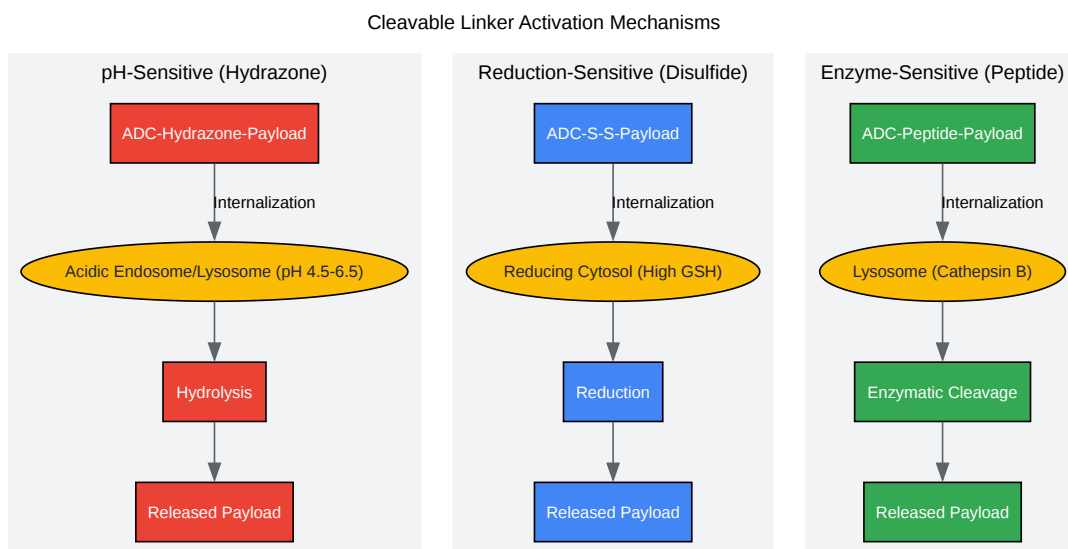 Cleavable Linker Activation Mechanisms
pH-Sensitive (Hydrazone)
ADC-Hydrazone-Payload
Internalization
Acidic Endosome/Lysosome (pH 4.5-6.5)
Hydrolysis
Released Payload
Reduction-Sensitive (Disulfide)
ADC-S-S-Payload
Internalization
Reducing Cytosol (High GSH)
Reduction
Released Payload
Enzyme-Sensitive (Peptide)
ADC-Peptide-Payload
Internalization
Lysosome (Cathepsin B)
Enzymatic Cleavage
Released Payload